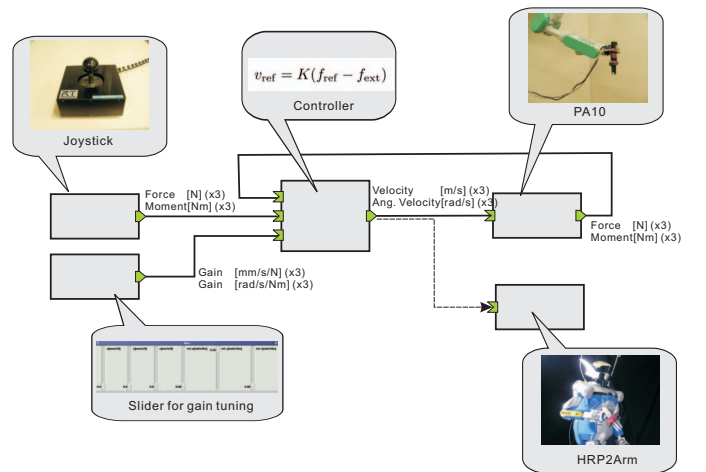 v_ref = K(f_ref − f_ext)
Controller
Joystick
PA10
Force [N] (x3)
Moment[Nm] (x3)
Velocity [m/s] (x3)
Ang. Velocity[rad/s] (x3)
Force [N] (x3)
Moment[Nm] (x3)
Gain [mm/s/N] (x3)
Gain [rad/s/Nm] (x3)
Slider for gain tuning
HRP2Arm